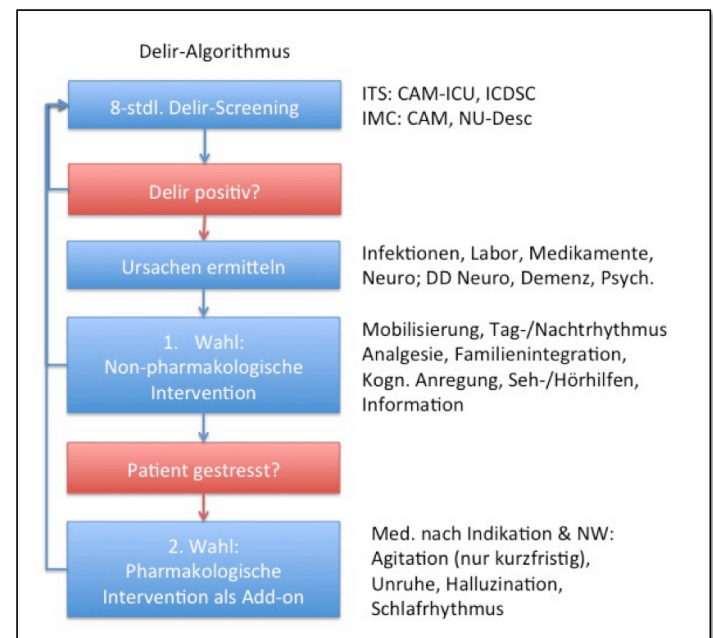 Delir-Algorithmus
8-stdl. Delir-Screening
ITS: CAM-ICU, ICDSC
IMC: CAM, NU-Desc
Delir positiv?
Ursachen ermitteln
Infektionen, Labor, Medikamente,
Neuro; DD Neuro, Demenz, Psych.
1. Wahl:
Non-pharmakologische
Intervention
Mobilisierung, Tag-/Nachtrhythmus
Analgesie, Familienintegration,
Kogn. Anregung, Seh-/Hörhilfen,
Information
Patient gestresst?
2. Wahl:
Pharmakologische
Intervention als Add-on
Med. nach Indikation & NW:
Agitation (nur kurzfristig),
Unruhe, Halluzination,
Schlafrhythmus